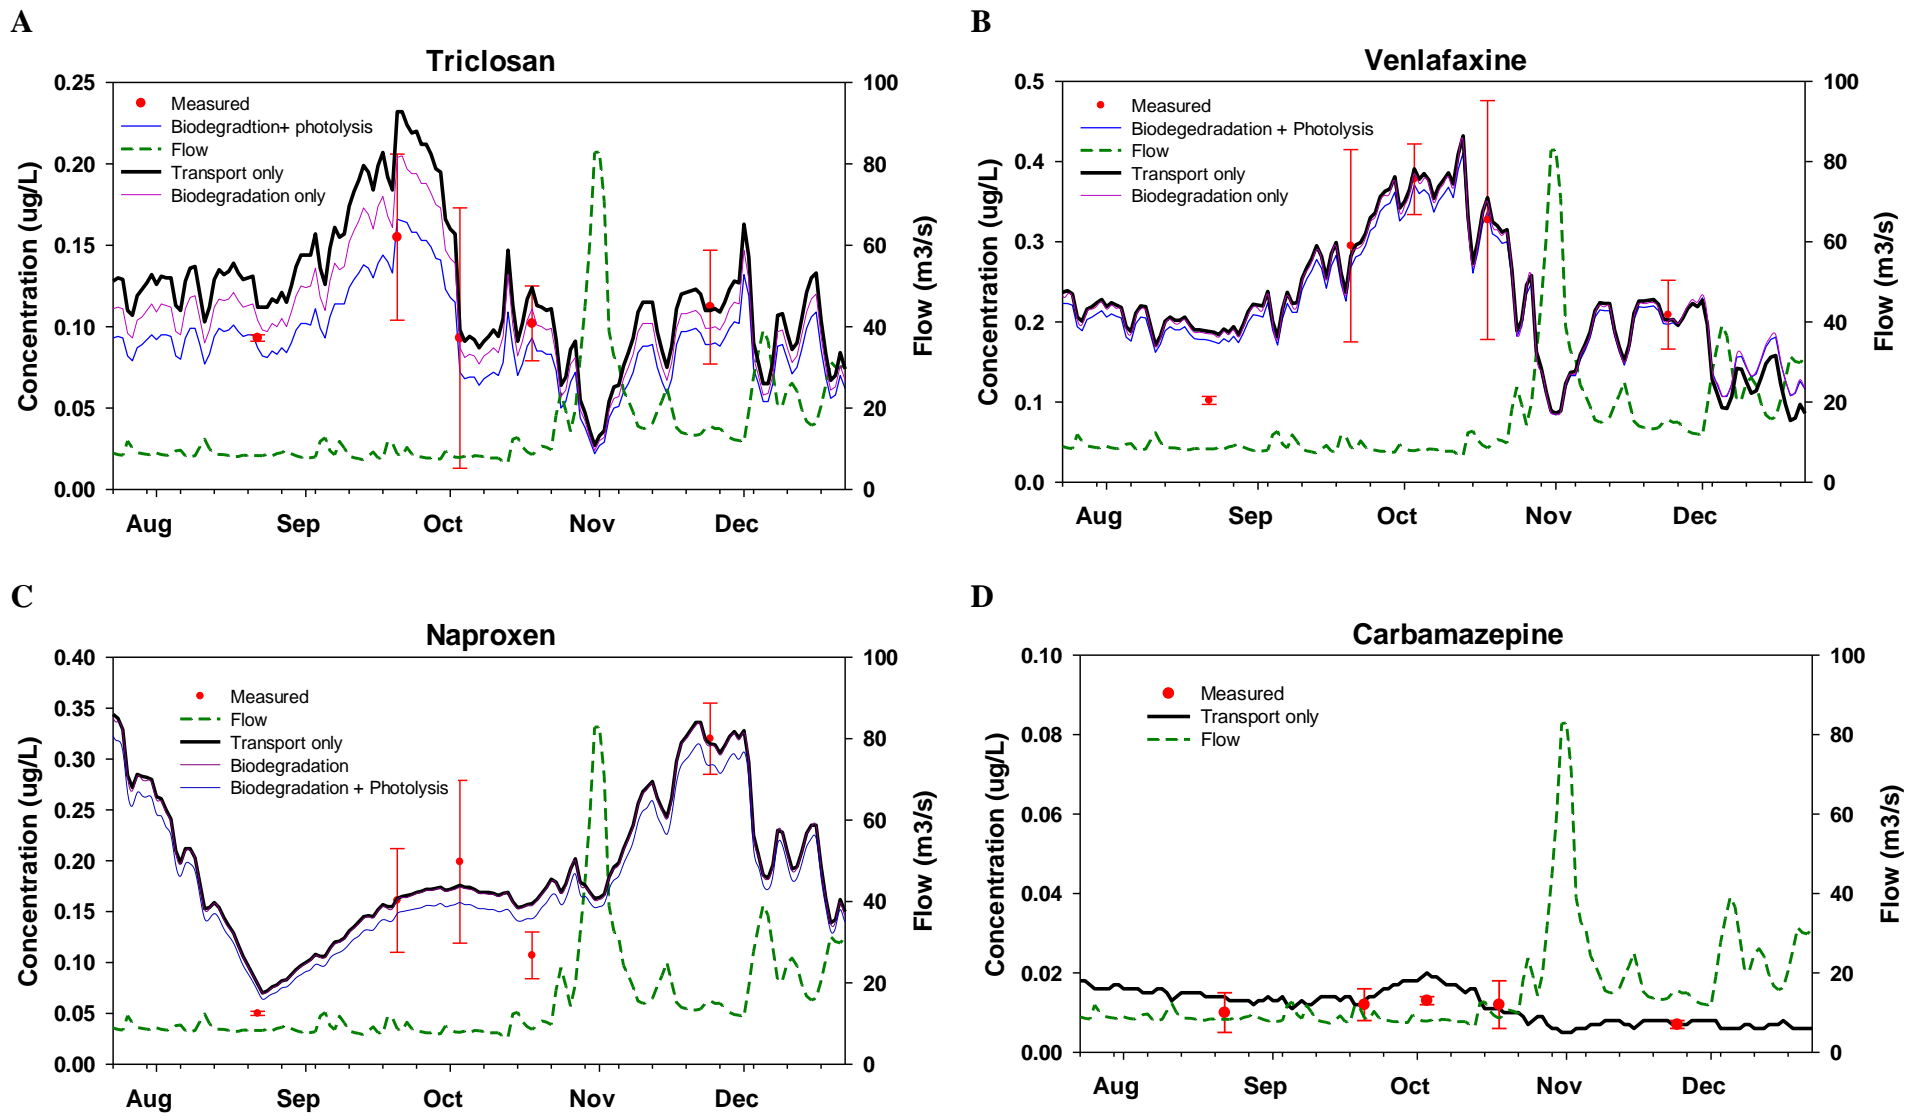 A
Triclosan
Concentration (ug/L)
0.25
0.20
0.15
0.10
0.05
0.00
Measured
Biodegradtion+ photolysis
Flow
Transport only
Biodegradation only
100
80
60
40
20
0
Flow (m3/s)
Aug Sep Oct Nov Dec
B
Venlafaxine
Concentration (ug/L)
0.5
0.4
0.3
0.2
0.1
0.0
Measured
Biodegedradation + Photolysis
Flow
Transport only
Biodegradation only
100
80
60
40
20
0
Flow (m3/s)
Aug Sep Oct Nov Dec
C
Naproxen
Concentration (ug/L)
0.40
0.35
0.30
0.25
0.20
0.15
0.10
0.05
0.00
Measured
Flow
Transport only
Biodegradation
Biodegradation + Photolysis
100
80
60
40
20
0
Flow (m3/s)
Aug Sep Oct Nov Dec
D
Carbamazepine
Concentration (ug/L)
0.10
0.08
0.06
0.04
0.02
0.00
Measured
Transport only
Flow
100
80
60
40
20
0
Flow (m3/s)
Aug Sep Oct Nov Dec